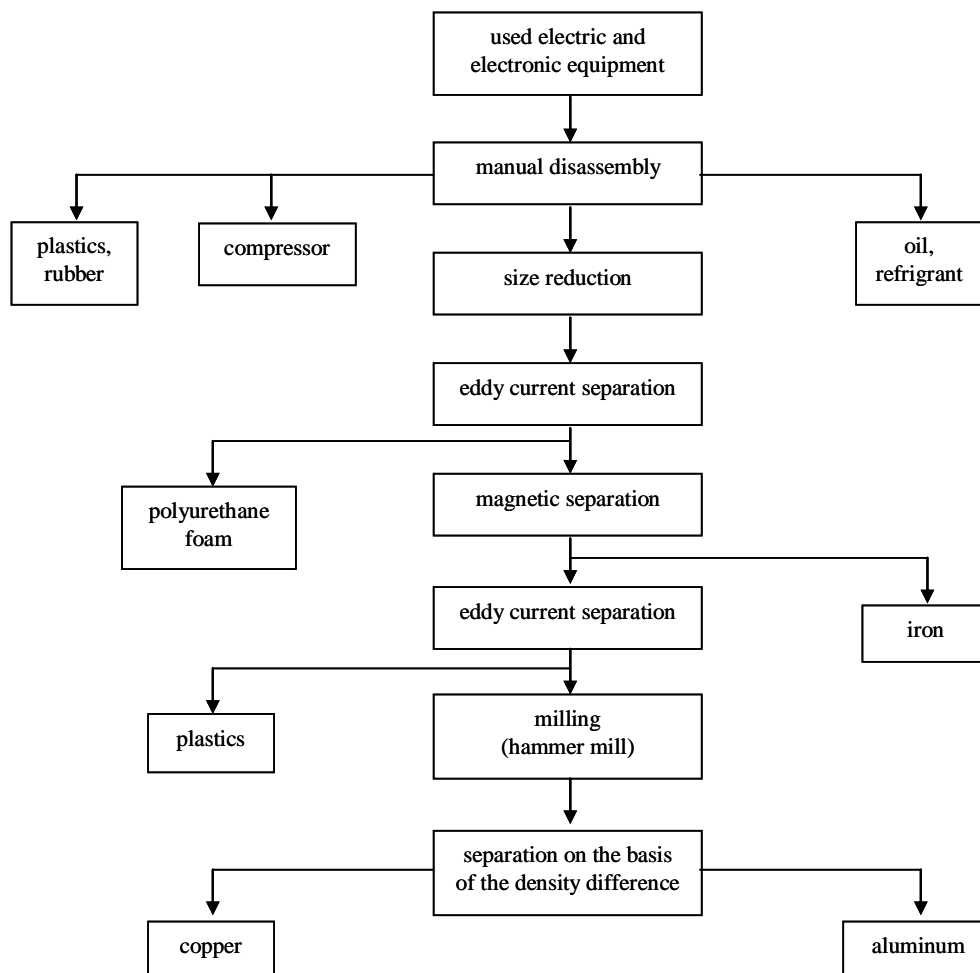 used electric and
electronic equipment
manual disassembly
plastics,
rubber
compressor
oil,
refrigrant
size reduction
eddy current separation
polyurethane
foam
magnetic separation
eddy current separation
iron
plastics
milling
(hammer mill)
separation on the basis
of the density difference
copper
aluminum